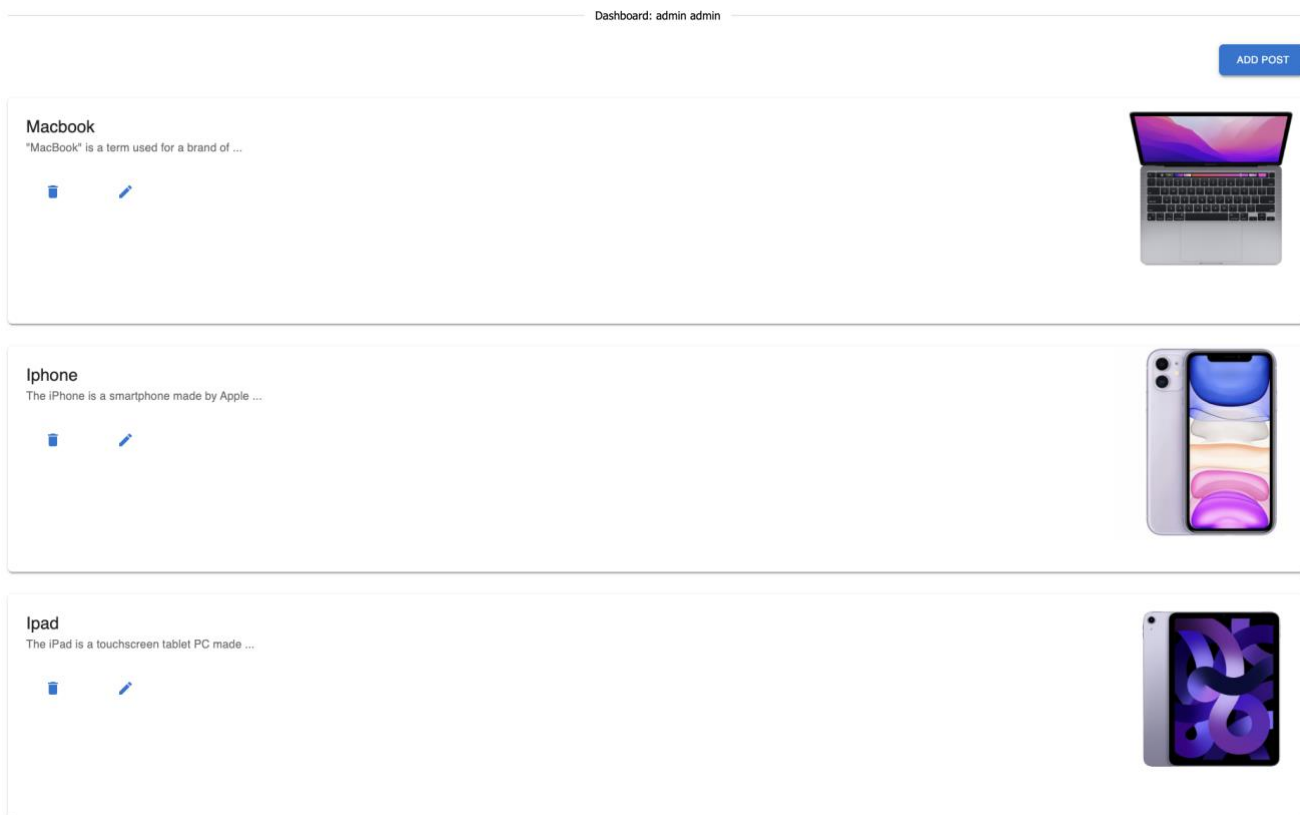 Dashboard: admin admin
ADD POST
Macbook
"MacBook" is a term used for a brand of ...
Iphone
The iPhone is a smartphone made by Apple ...
Ipad
The iPad is a touchscreen tablet PC made ...